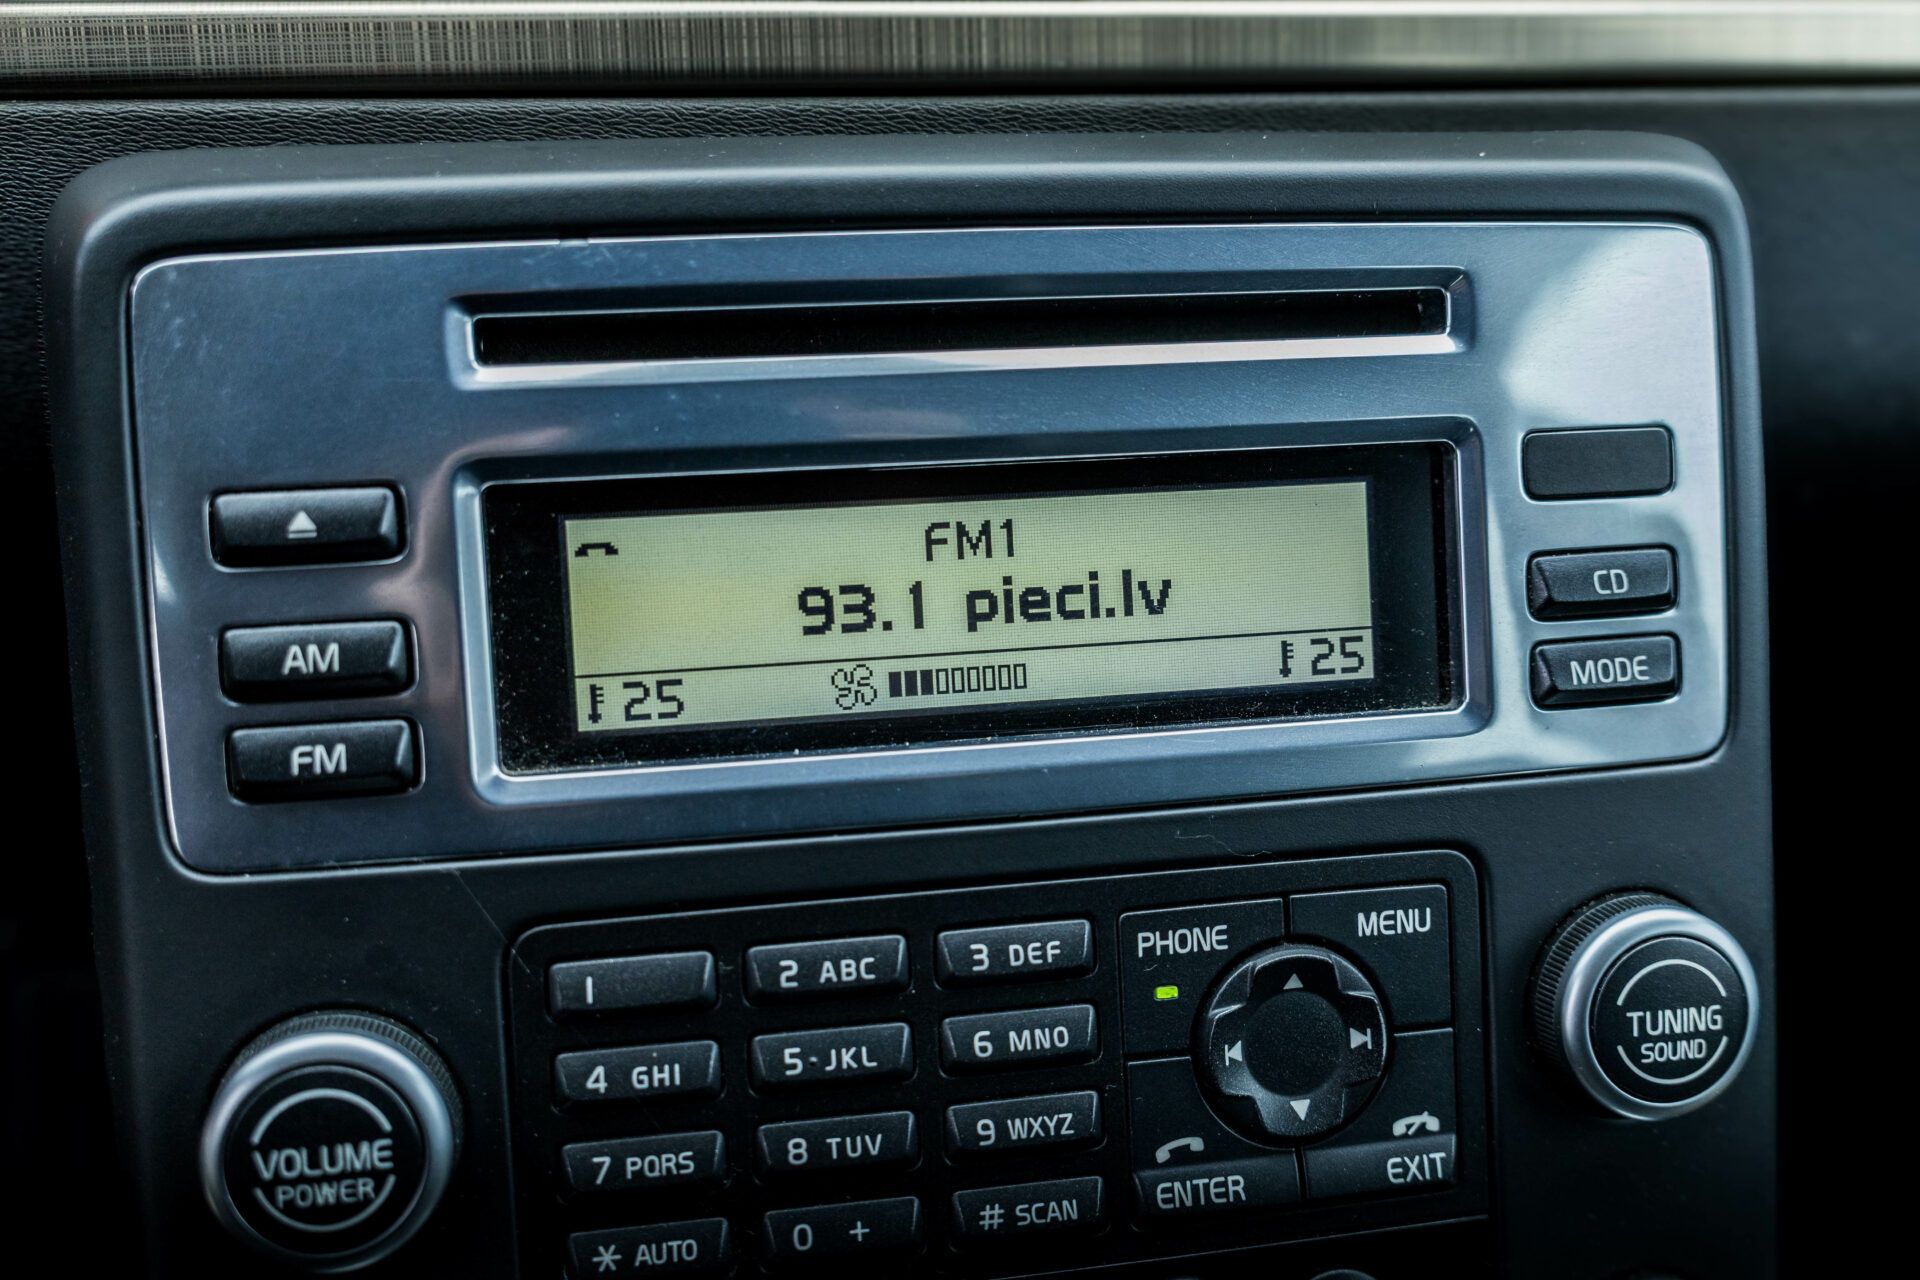 FM1
93.1 pieci.lv
25
25
AM
FM
CD
MODE
1
2 ABC
3 DEF
4 GHI
5 JKL
6 MNO
7 PQRS
8 TUV
9 WXYZ
* AUTO
0 +
# SCAN
PHONE
MENU
ENTER
EXIT
VOLUME
POWER
TUNING
SOUND